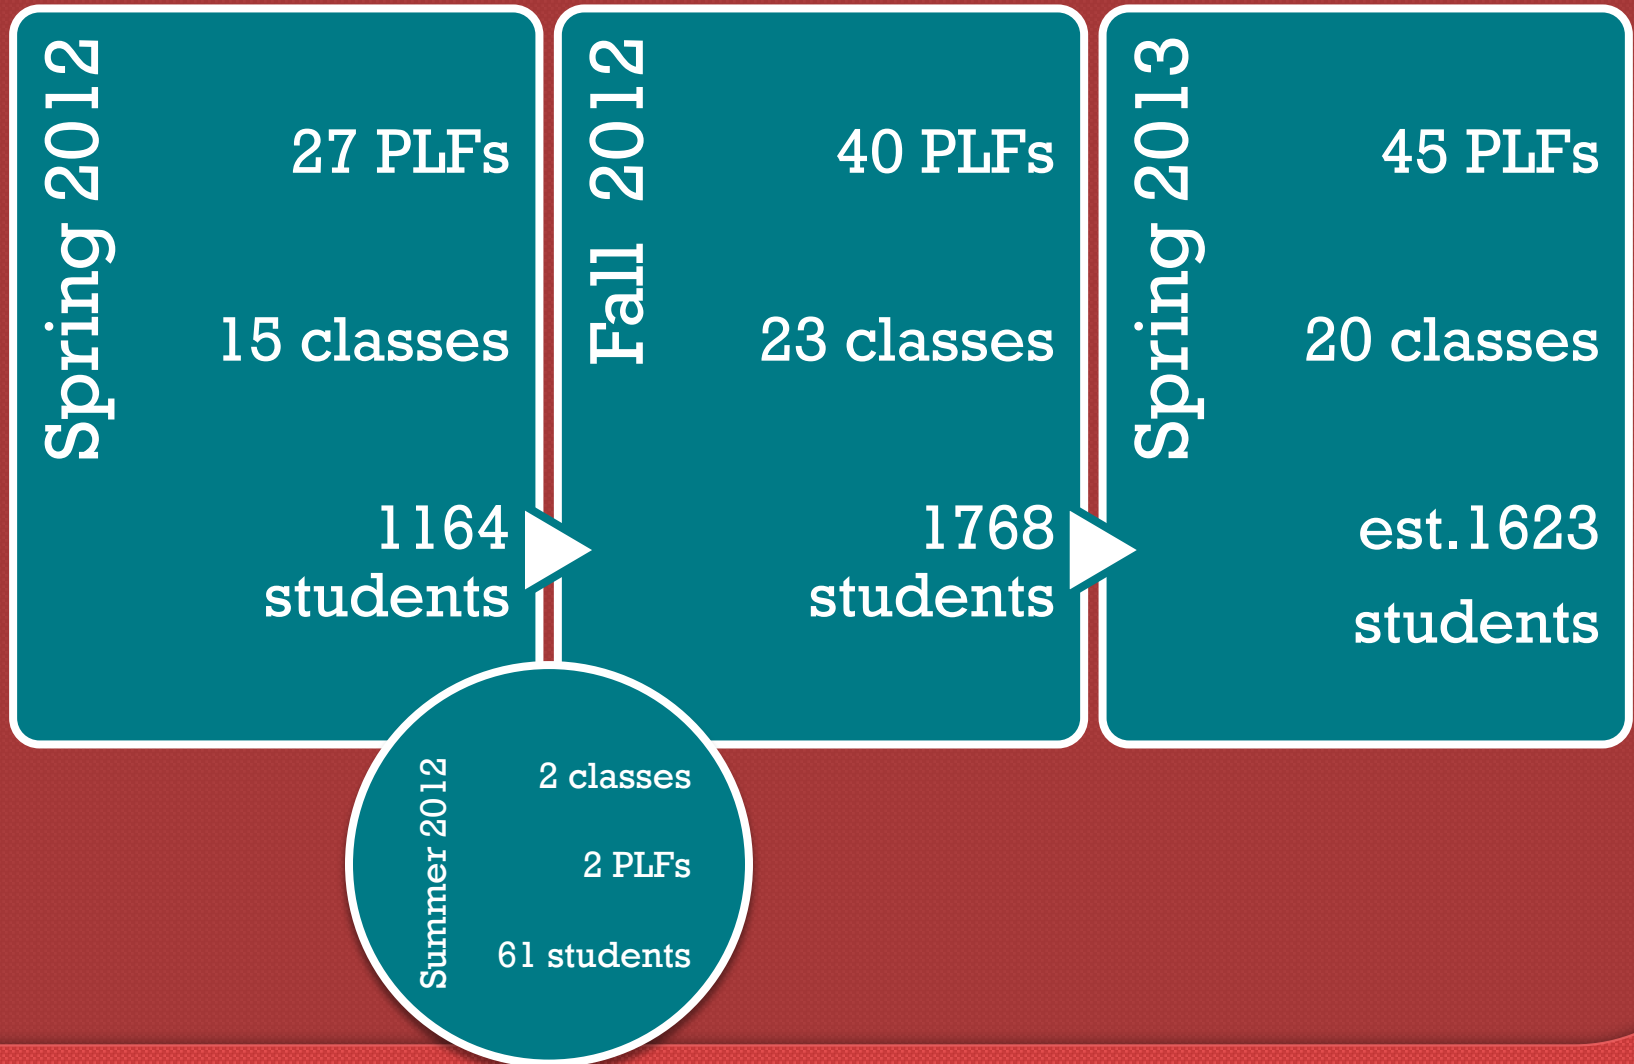 Spring 2012
27 PLFs
15 classes
1164
students
Fall  2012
40 PLFs
23 classes
1768
students
Spring 2013
45 PLFs
20 classes
est.1623
students
Summer 2012
2 classes
2 PLFs
61 students